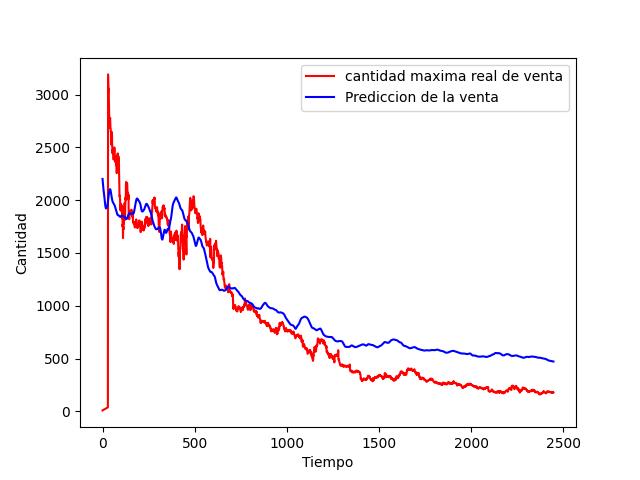 cantidad maxima real de venta
Prediccion de la venta
Cantidad
3000
2500
2000
1500
1000
500
0
0 500 1000 1500 2000 2500
Tiempo